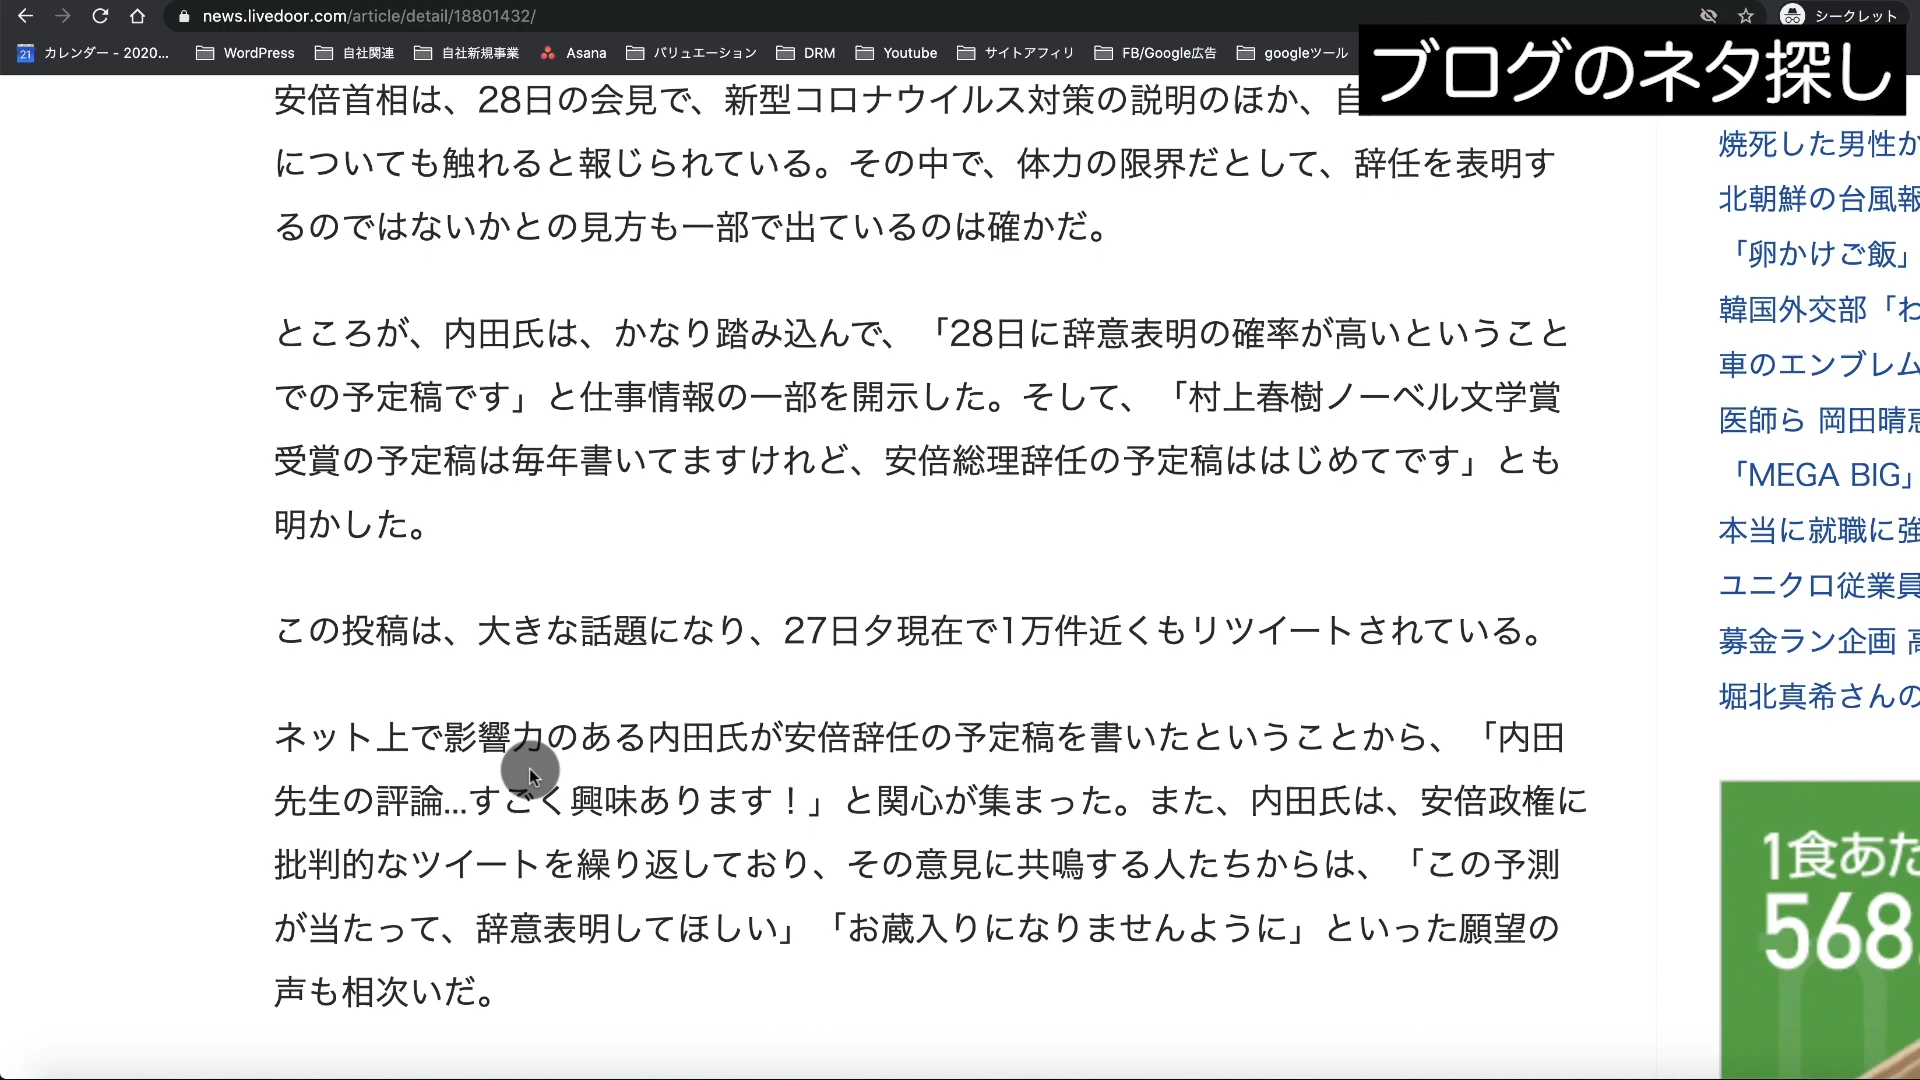 news.livedoor.com/article/detail/18801432/
シークレット
21 カレンダー - 2020...
WordPress
自社関連
自社新規事業
Asana
バリュエーション
DRM
Youtube
サイトアフィリ
FB/Google広告
googleツール
ブログのネタ探し
安倍首相は、28日の会見で、新型コロナウイルス対策の説明のほか、自
についても触れると報じられている。その中で、体力の限界だとして、辞任を表明す
るのではないかとの見方も一部で出ているのは確かだ。
ところが、内田氏は、かなり踏み込んで、「28日に辞意表明の確率が高いということ
での予定稿です」と仕事情報の一部を開示した。そして、「村上春樹ノーベル文学賞
受賞の予定稿は毎年書いてますけれど、安倍総理辞任の予定稿ははじめてです」とも
明かした。
この投稿は、大きな話題になり、27日夕現在で1万件近くもリツイートされている。
ネット上で影響力のある内田氏が安倍辞任の予定稿を書いたということから、「内田
先生の評論...すごく興味あります！」と関心が集まった。また、内田氏は、安倍政権に
批判的なツイートを繰り返しており、その意見に共鳴する人たちからは、「この予測
が当たって、辞意表明してほしい」「お蔵入りになりませんように」といった願望の
声も相次いだ。
焼死した男性か
北朝鮮の台風報
「卵かけご飯」
韓国外交部「わ
車のエンブレム
医師ら 岡田晴恵
「MEGA BIG」
本当に就職に強
ユニクロ従業員
募金ラン企画 高
堀北真希さんの
1食あた
568